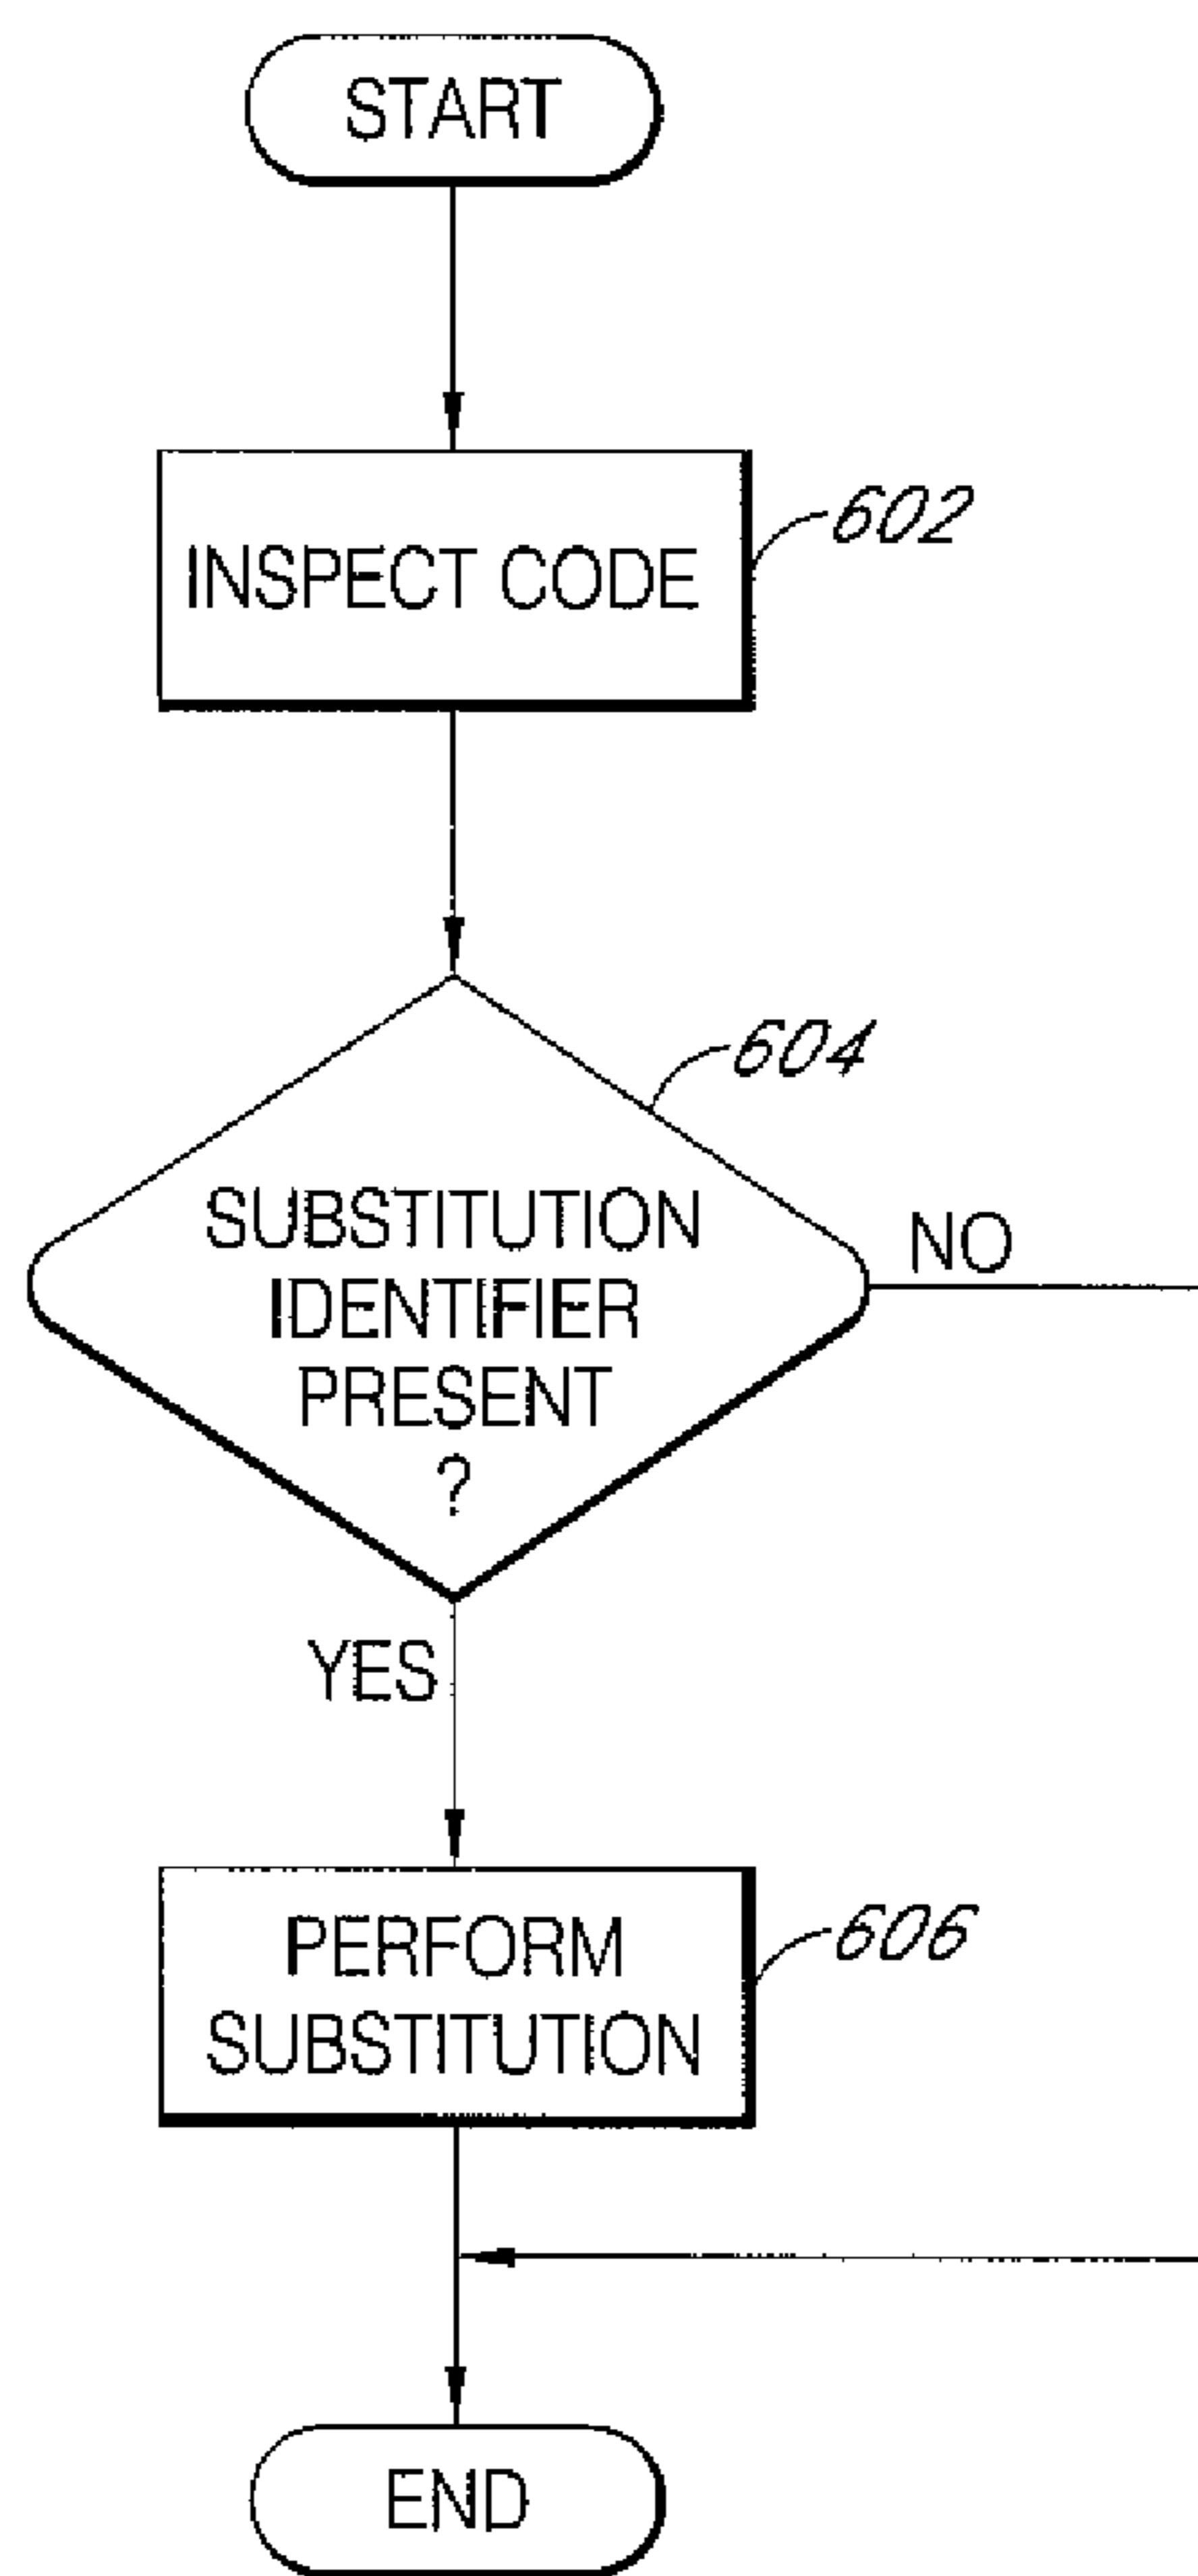 START
INSPECT CODE
602
604
SUBSTITUTION
IDENTIFIER
PRESENT
?
NO
YES
PERFORM
SUBSTITUTION
606
END